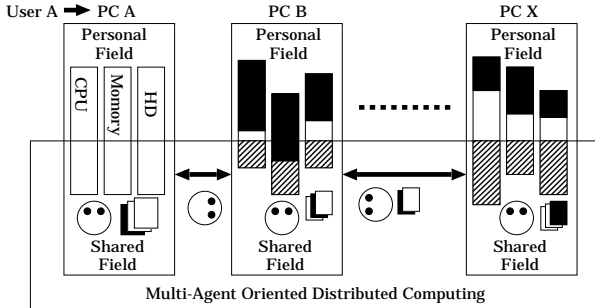 User A
PC A
PC B
PC X
Personal
Field
Personal
Field
Personal
Field
CPU
Memory
HD
Shared
Field
Shared
Field
Shared
Field
Multi-Agent Oriented Distributed Computing